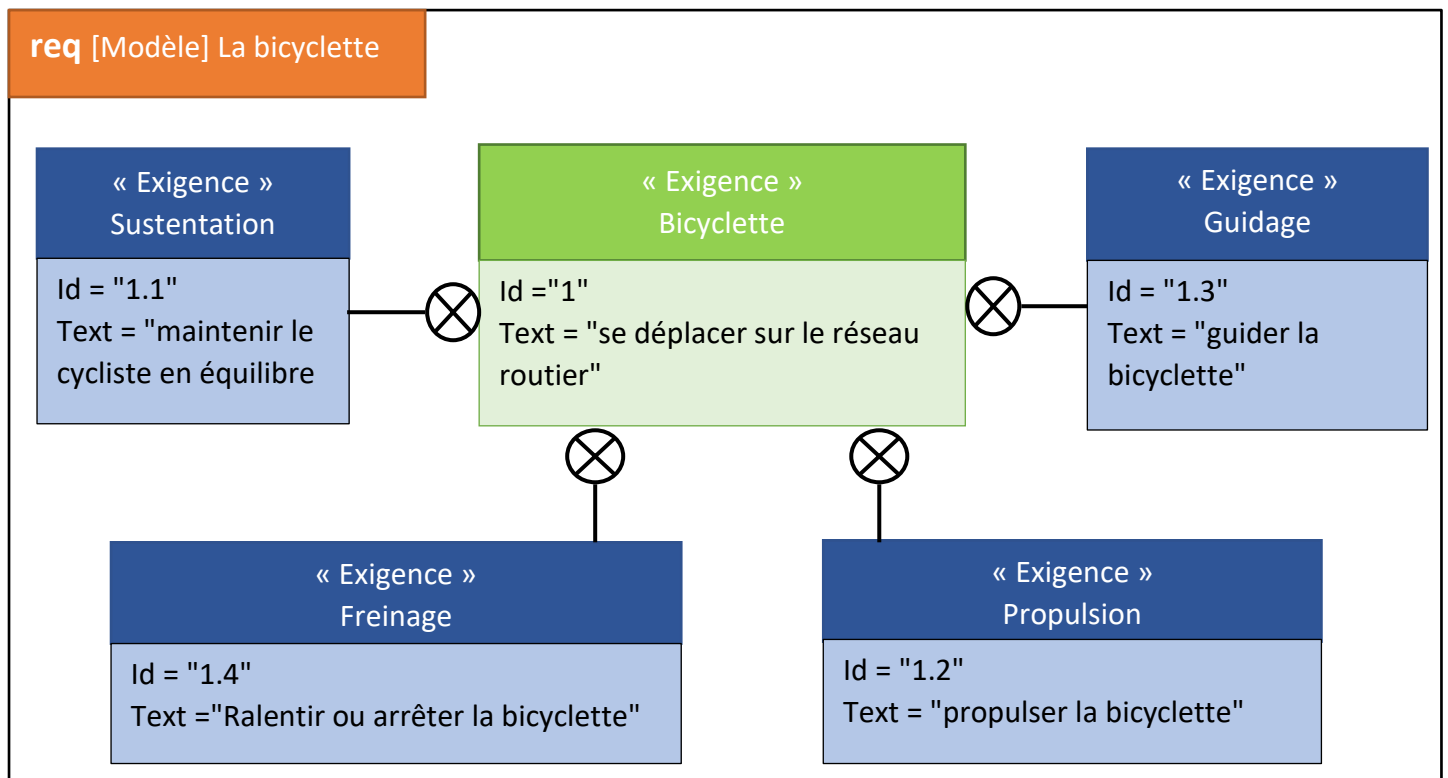 req [Modèle] La bicyclette
« Exigence »
Sustentation
Id = "1.1"
Text = "maintenir le
cycliste en équilibre
« Exigence »
Bicyclette
Id ="1"
Text = "se déplacer sur le réseau
routier"
« Exigence »
Guidage
Id = "1.3"
Text = "guider la
bicyclette"
« Exigence »
Freinage
Id = "1.4"
Text ="Ralentir ou arrêter la bicyclette"
« Exigence »
Propulsion
Id = "1.2"
Text = "propulser la bicyclette"